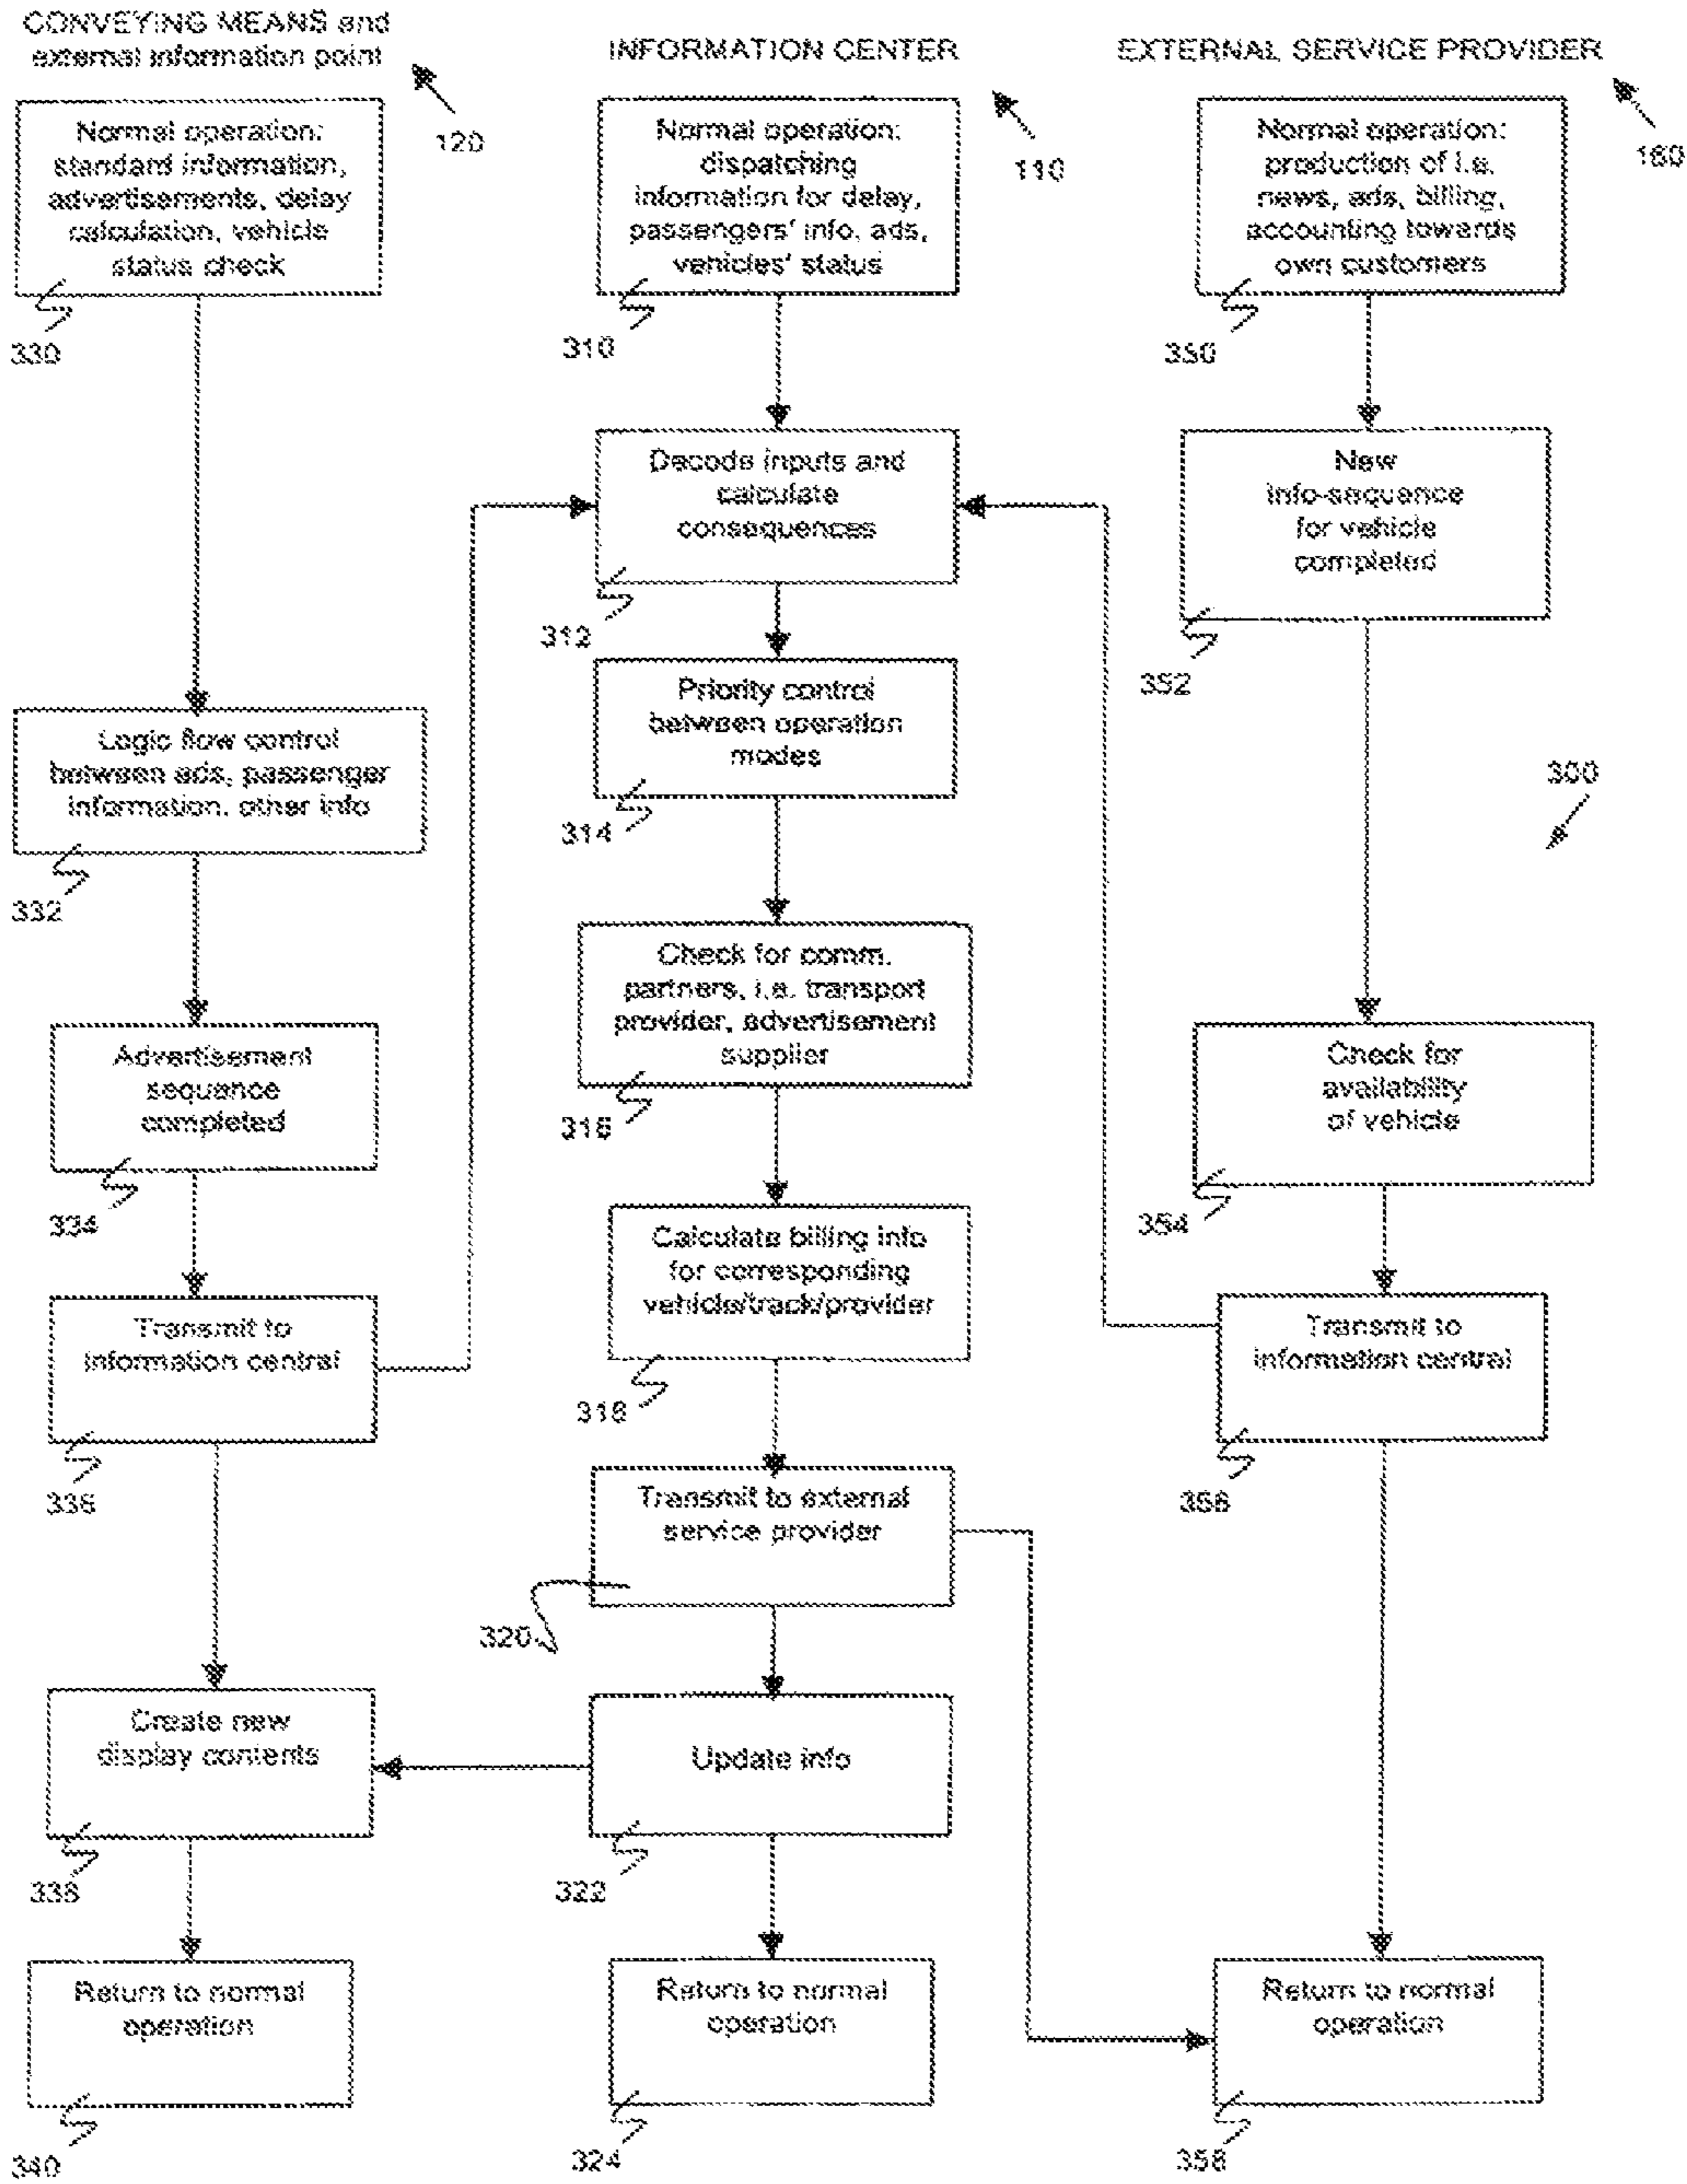 CONVEYING MEANS and
external information point
120
Normal operation:
standard information,
advertisements, delay
calculation, vehicle
status check
330
Logic flow control
between ads, passenger
information, other info
332
Advertisement
sequence
completed
334
Transmit to
information central
336
Create new
display contents
338
Return to normal
operation
340
INFORMATION CENTER
110
Normal operation:
dispatching
information for delay,
passengers' info, ads,
vehicles' status
310
Decode inputs and
calculate
consequences
312
Priority control
between operation
modes
314
Check for comm.
partners, i.e. transport
provider, advertisement
supplier
316
Calculate billing info
for corresponding
vehicle/track/provider
318
Transmit to external
service provider
320
Update info
322
Return to normal
operation
324
EXTERNAL SERVICE PROVIDER
160
Normal operation:
production of i.e.
news, ads, billing,
accounting towards
own customers
350
New
info-sequence
for vehicle
completed
352
300
Check for
availability
of vehicle
354
Transmit to
information central
356
Return to normal
operation
358